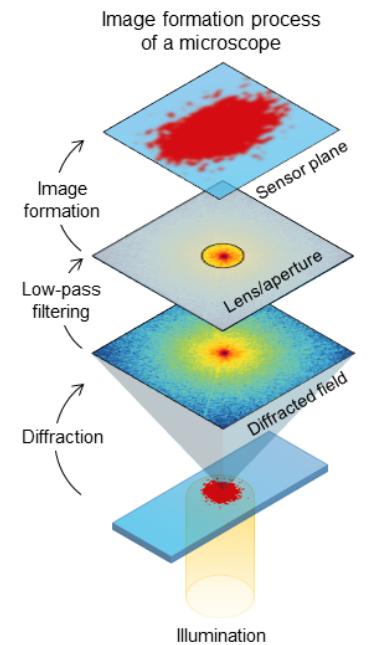 Image formation process
of a microscope
Sensor plane
Image
formation
Lens/aperture
Low-pass
filtering
Diffracted field
Diffraction
Illumination